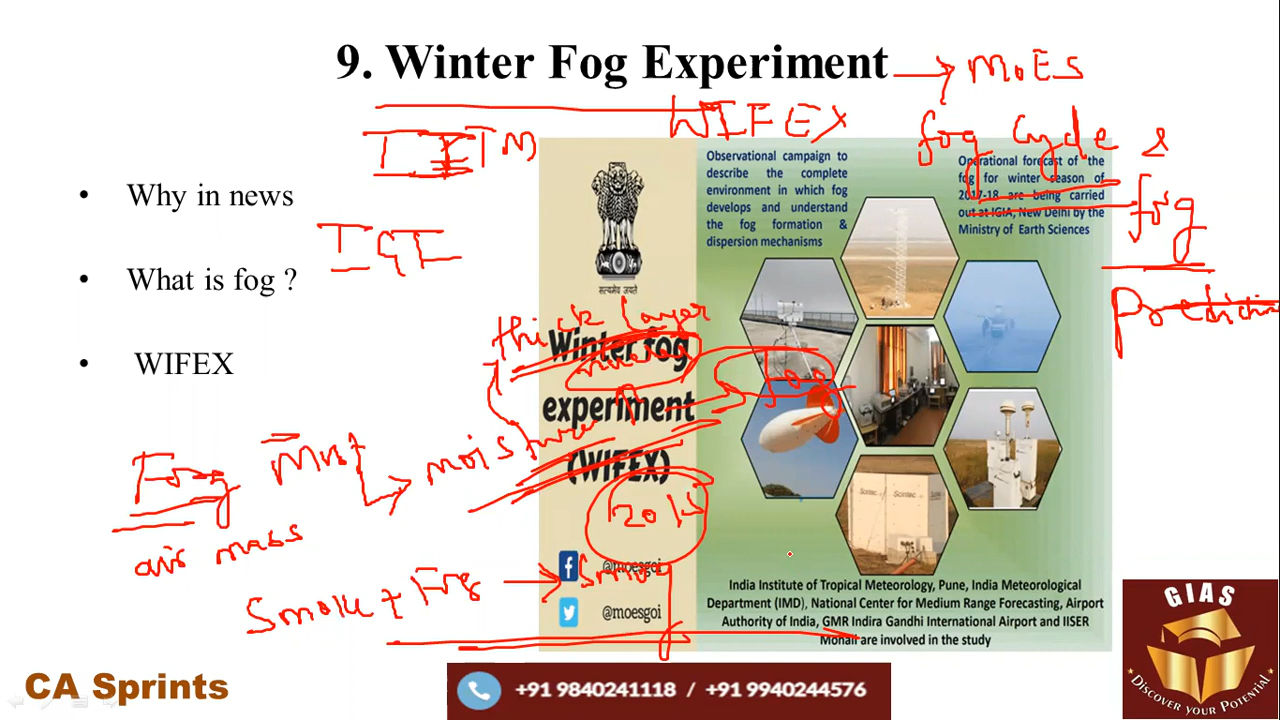 9. Winter Fog Experiment
MoES
WIFEX
IITM
fog cycle &
fog
IGI
• Why in news
• What is fog ?
• WIFEX
सत्यमेव जयते
Winter fog
experiment
(WIFEX)
@moesgoi
@moesgoi
Observational campaign to
describe the complete
environment in which fog
develops and understand
the fog formation &
dispersion mechanisms
Operational forecast of the
fog for winter season of
2017-18 are being carried
out at IGIA, New Delhi by the
Ministry of Earth Sciences
thick layer
fog
Fog
moisture
2015
air mass
Smoke + Fog
Smog
India Institute of Tropical Meteorology, Pune, India Meteorological
Department (IMD), National Center for Medium Range Forecasting, Airport
Authority of India, GMR Indira Gandhi International Airport and IISER
Mohali are involved in the study
CA Sprints
+91 9840241118 / +91 9940244576
GIAS
DISCOVER YOUR POTENTIAL